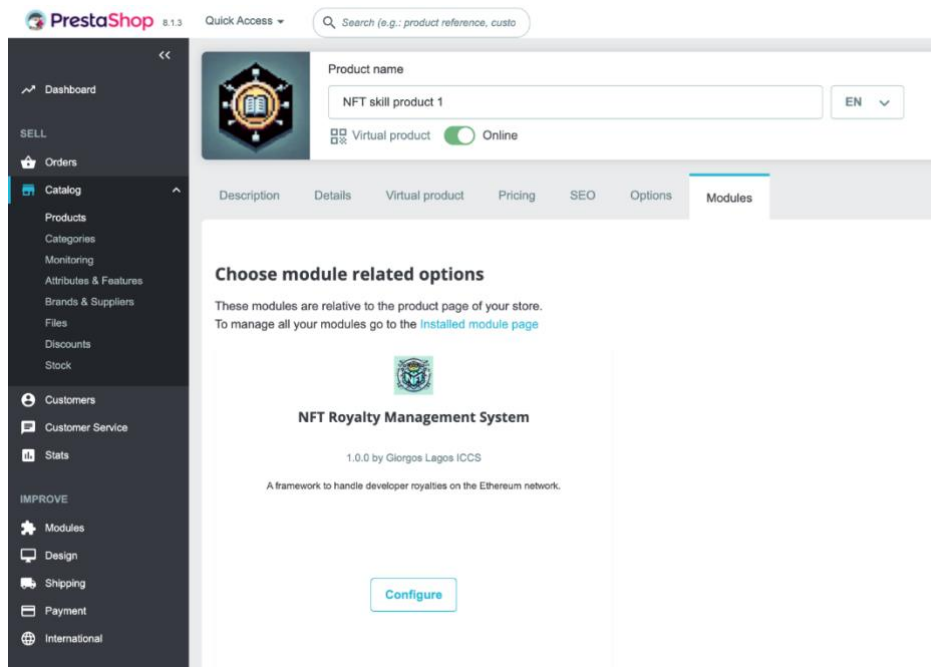 PrestaShop 8.1.3
Quick Access
Search (e.g.: product reference, custo
Dashboard
SELL
Orders
Catalog
Products
Categories
Monitoring
Attributes & Features
Brands & Suppliers
Files
Discounts
Stock
Customers
Customer Service
Stats
IMPROVE
Modules
Design
Shipping
Payment
International
Product name
NFT skill product 1
EN
Virtual product
Online
Description
Details
Virtual product
Pricing
SEO
Options
Modules
Choose module related options
These modules are relative to the product page of your store.
To manage all your modules go to the Installed module page
NFT Royalty Management System
1.0.0 by Giorgos Lagos ICCS
A framework to handle developer royalties on the Ethereum network.
Configure